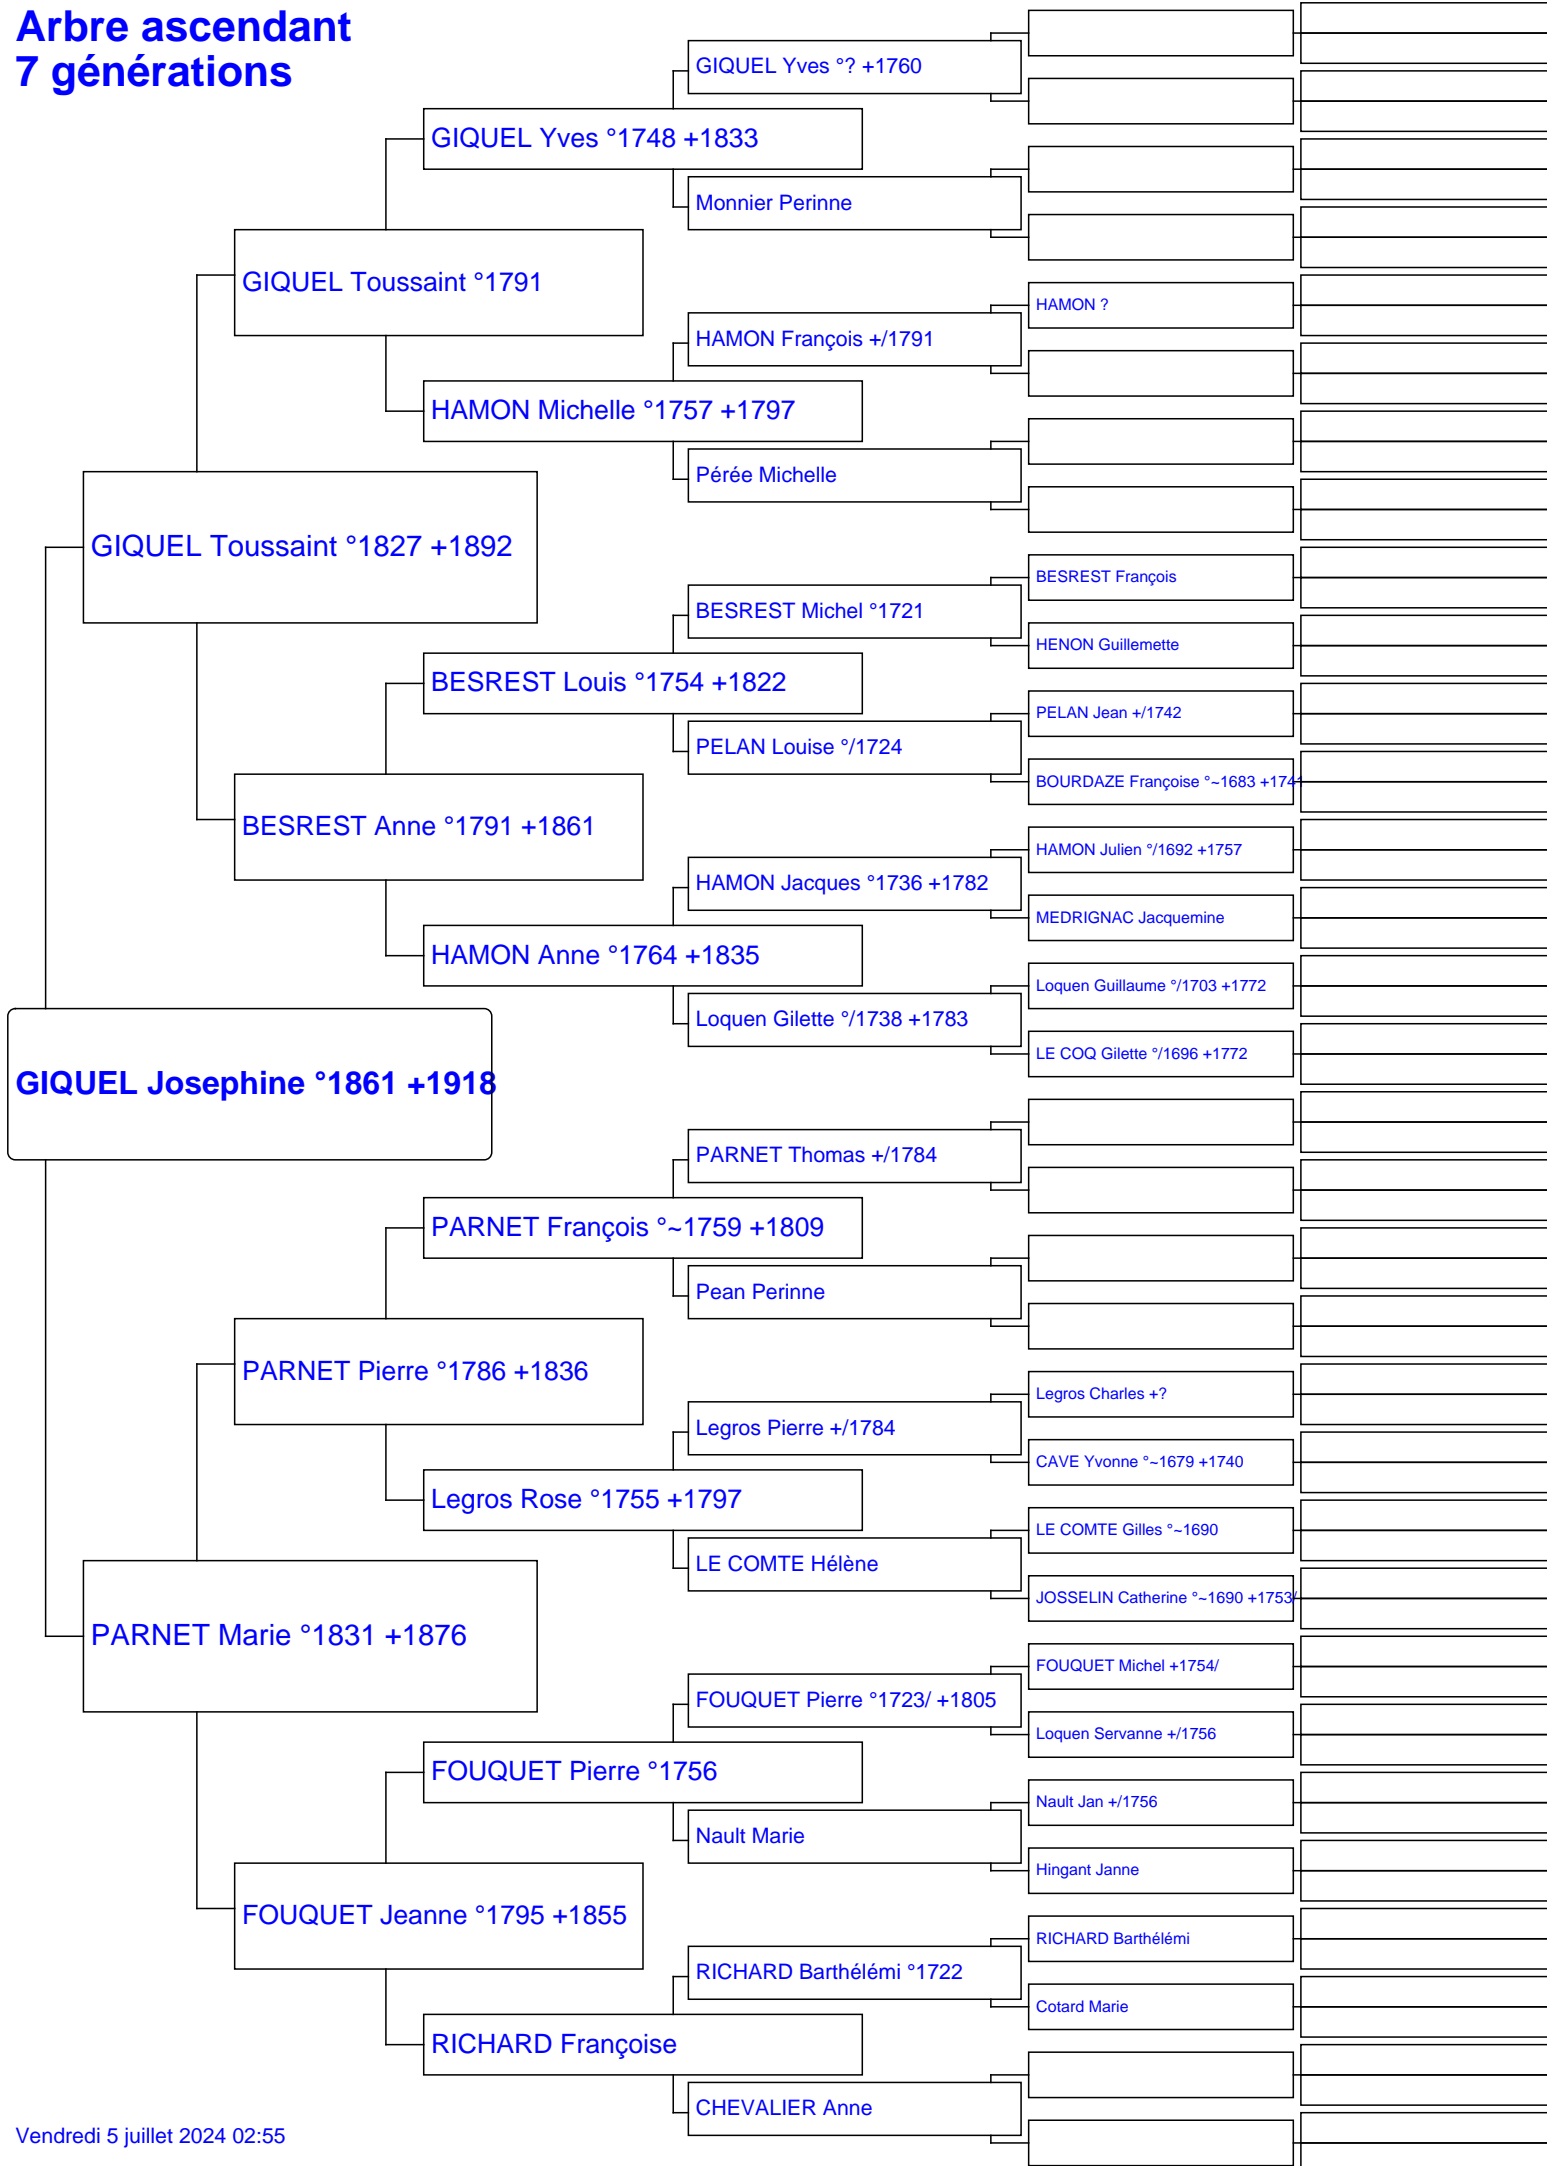 Arbre ascendant
7 générations
GIQUEL Yves °? +1760
GIQUEL Yves °1748 +1833
Monnier Perinne
GIQUEL Toussaint °1791
HAMON ?
HAMON François +/1791
HAMON Michelle °1757 +1797
Pérée Michelle
GIQUEL Toussaint °1827 +1892
BESREST François
BESREST Michel °1721
HENON Guillemette
BESREST Louis °1754 +1822
PELAN Jean +/1742
PELAN Louise °/1724
BOURDAZE Françoise °~1683 +1741
BESREST Anne °1791 +1861
HAMON Julien °/1692 +1757
HAMON Jacques °1736 +1782
MEDRIGNAC Jacquemine
HAMON Anne °1764 +1835
Loquen Guillaume °/1703 +1772
Loquen Gilette °/1738 +1783
LE COQ Gilette °/1696 +1772
GIQUEL Josephine °1861 +1918
PARNET Thomas +/1784
PARNET François °~1759 +1809
Pean Perinne
PARNET Pierre °1786 +1836
Legros Charles +?
Legros Pierre +/1784
CAVE Yvonne °~1679 +1740
Legros Rose °1755 +1797
LE COMTE Gilles °~1690
LE COMTE Hélène
JOSSELIN Catherine °~1690 +1753/
PARNET Marie °1831 +1876
FOUQUET Michel +1754/
FOUQUET Pierre °1723/ +1805
Loquen Servanne +/1756
FOUQUET Pierre °1756
Nault Jan +/1756
Nault Marie
Hingant Janne
FOUQUET Jeanne °1795 +1855
RICHARD Barthélémi
RICHARD Barthélémi °1722
Cotard Marie
RICHARD Françoise
CHEVALIER Anne
Vendredi 5 juillet 2024 02:55